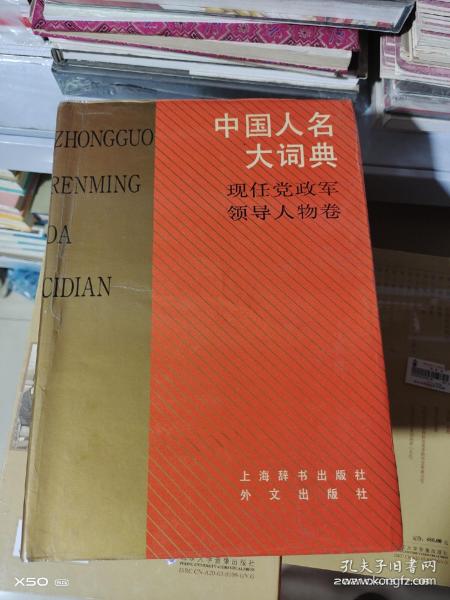 中国人名
大词典
现任党政军
领导人物卷
ZHONGGUO
RENMING
DA
CIDIAN
上海辞书出版社
外文出版社
X50
孔夫子旧书网